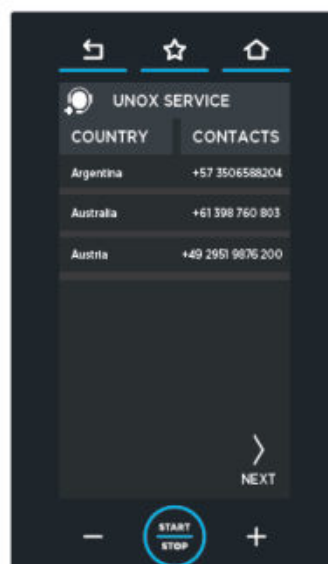 UNOX SERVICE
COUNTRY CONTACTS
Argentina +57 3506588204
Australia +61 398 760 803
Austria +49 2951 9876 200
NEXT
START
STOP